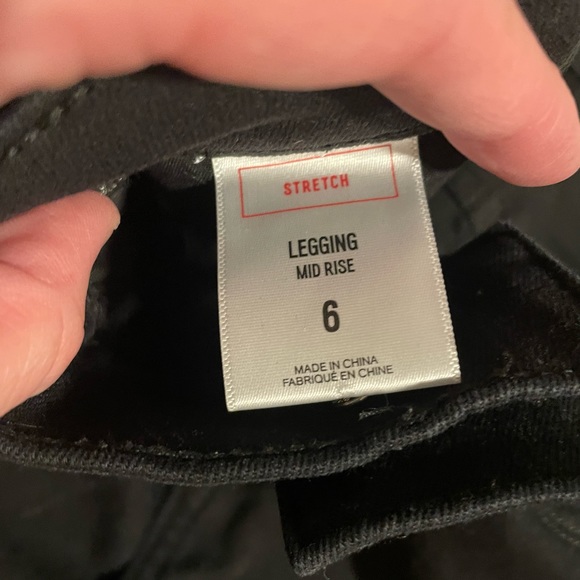 STRETCH
LEGGING
MID RISE
6
MADE IN CHINA
FABRIQUÉ EN CHINE